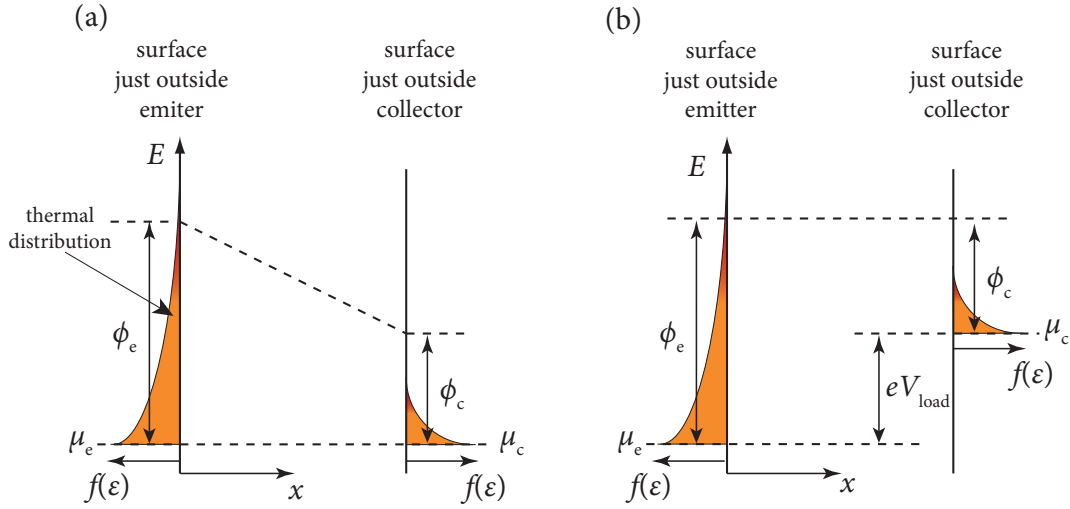 (a)
surface
just outside
emiter
surface
just outside
collector
E
thermal
distribution
ϕe
ϕc
μe
μc
f(ε)
x
f(ε)
(b)
surface
just outside
emitter
surface
just outside
collector
E
ϕe
ϕc
μc
f(ε)
eVload
μe
f(ε)
x